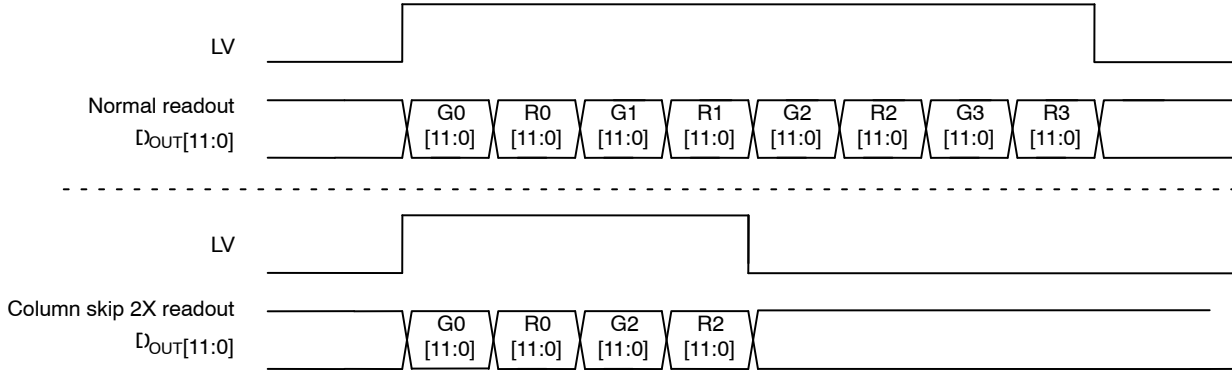 LV
Normal readout
DOUT[11:0]
G0 R0 G1 R1 G2 R2 G3 R3
[11:0] [11:0] [11:0] [11:0] [11:0] [11:0] [11:0] [11:0]
LV
Column skip 2X readout
DOUT[11:0]
G0 R0 G2 R2
[11:0] [11:0] [11:0] [11:0]